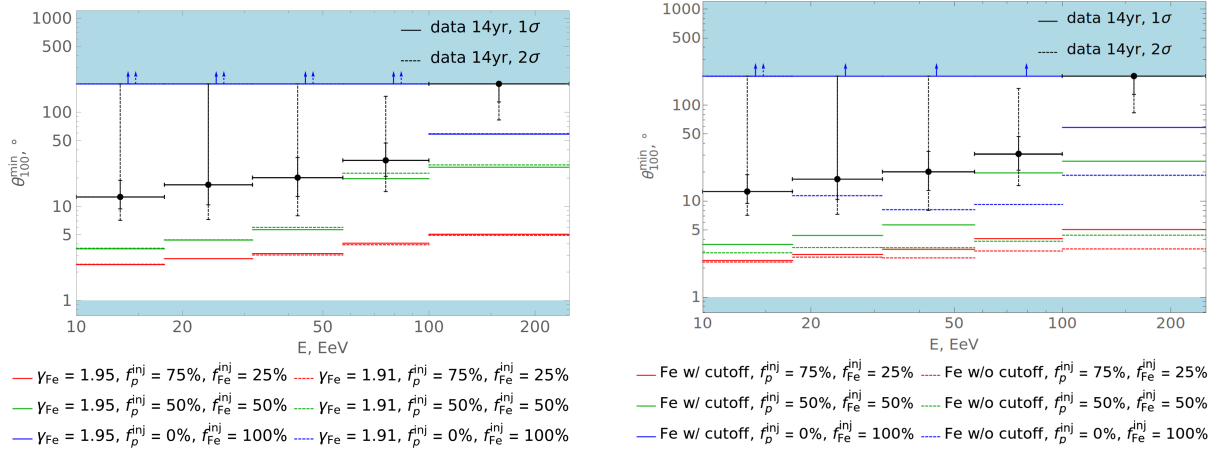 1000
500
100
50
10
5
1
θ₁₀₀ᵐⁱⁿ, °
data 14yr, 1σ
data 14yr, 2σ
10 20 50 100 200
E, EeV
γFe = 1.95, fₚⁱⁿʲ = 75%, fFeⁱⁿʲ = 25% γFe = 1.91, fₚⁱⁿʲ = 75%, fFeⁱⁿʲ = 25%
γFe = 1.95, fₚⁱⁿʲ = 50%, fFeⁱⁿʲ = 50% γFe = 1.91, fₚⁱⁿʲ = 50%, fFeⁱⁿʲ = 50%
γFe = 1.95, fₚⁱⁿʲ = 0%, fFeⁱⁿʲ = 100% γFe = 1.91, fₚⁱⁿʲ = 0%, fFeⁱⁿʲ = 100%
1000
500
100
50
10
5
1
θ₁₀₀ᵐⁱⁿ, °
data 14yr, 1σ
data 14yr, 2σ
10 20 50 100 200
E, EeV
Fe w/ cutoff, fₚⁱⁿʲ = 75%, fFeⁱⁿʲ = 25% Fe w/o cutoff, fₚⁱⁿʲ = 75%, fFeⁱⁿʲ = 25%
Fe w/ cutoff, fₚⁱⁿʲ = 50%, fFeⁱⁿʲ = 50% Fe w/o cutoff, fₚⁱⁿʲ = 50%, fFeⁱⁿʲ = 50%
Fe w/ cutoff, fₚⁱⁿʲ = 0%, fFeⁱⁿʲ = 100% Fe w/o cutoff, fₚⁱⁿʲ = 0%, fFeⁱⁿʲ = 100%